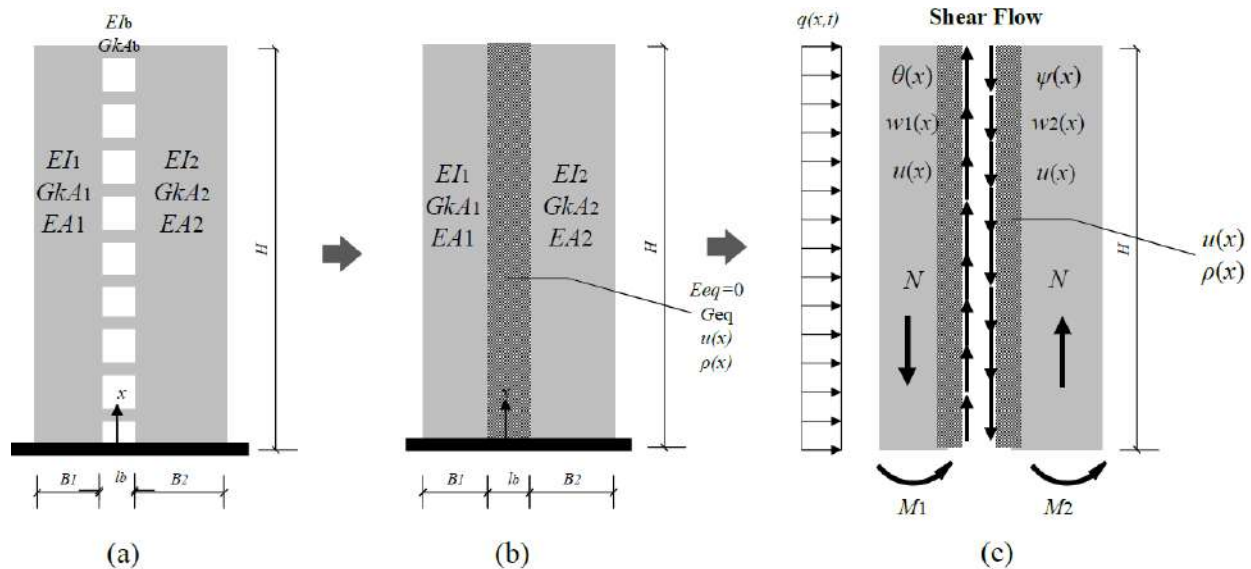 EIb
GkAb
EI1
GkA1
EA1
EI2
GkA2
EA2
H
x
B1
lb
B2
(a)
EI1
GkA1
EA1
EI2
GkA2
EA2
H
Eeq=0
Geq
u(x)
ρ(x)
B1
lb
B2
(b)
q(x,t)
Shear Flow
θ(x)
w1(x)
u(x)
ψ(x)
w2(x)
u(x)
H
u(x)
ρ(x)
N
N
M1
M2
(c)